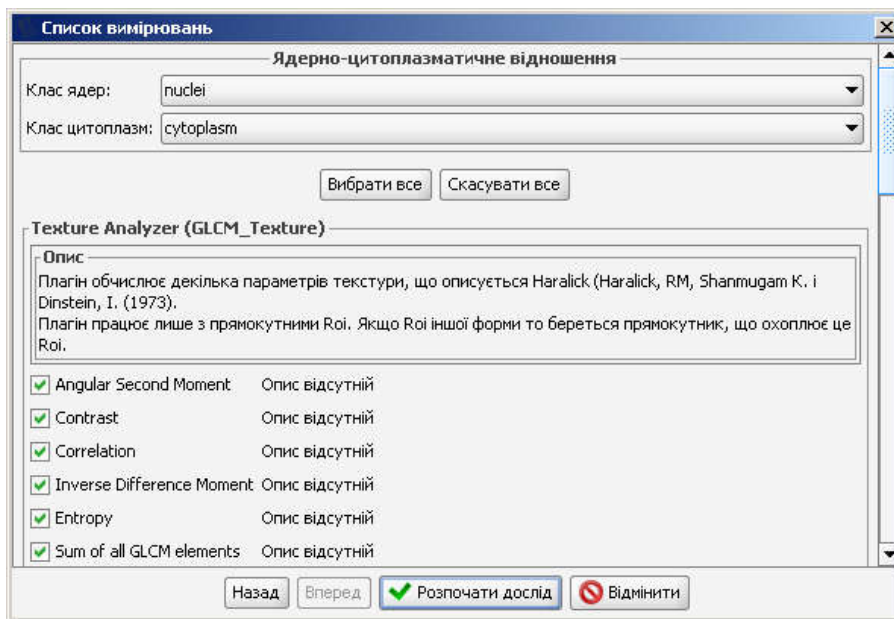 Список вимірювань
Ядерно-цитоплазматичне відношення
Клас ядер: nuclei
Клас цитоплазм: cytoplasm
Вибрати все Скасувати все
Texture Analyzer (GLCM_Texture)
Опис
Плагін обчислює декілька параметрів текстури, що описується Haralick (Haralick, RM, Shanmugam K. і
Dinstein, I. (1973).
Плагін працює лише з прямокутними Roi. Якщо Roi іншої форми то береться прямокутник, що охоплює це
Roi.
Angular Second Moment Опис відсутній
Contrast Опис відсутній
Correlation Опис відсутній
Inverse Difference Moment Опис відсутній
Entropy Опис відсутній
Sum of all GLCM elements Опис відсутній
Назад Вперед Розпочати дослід Відмінити